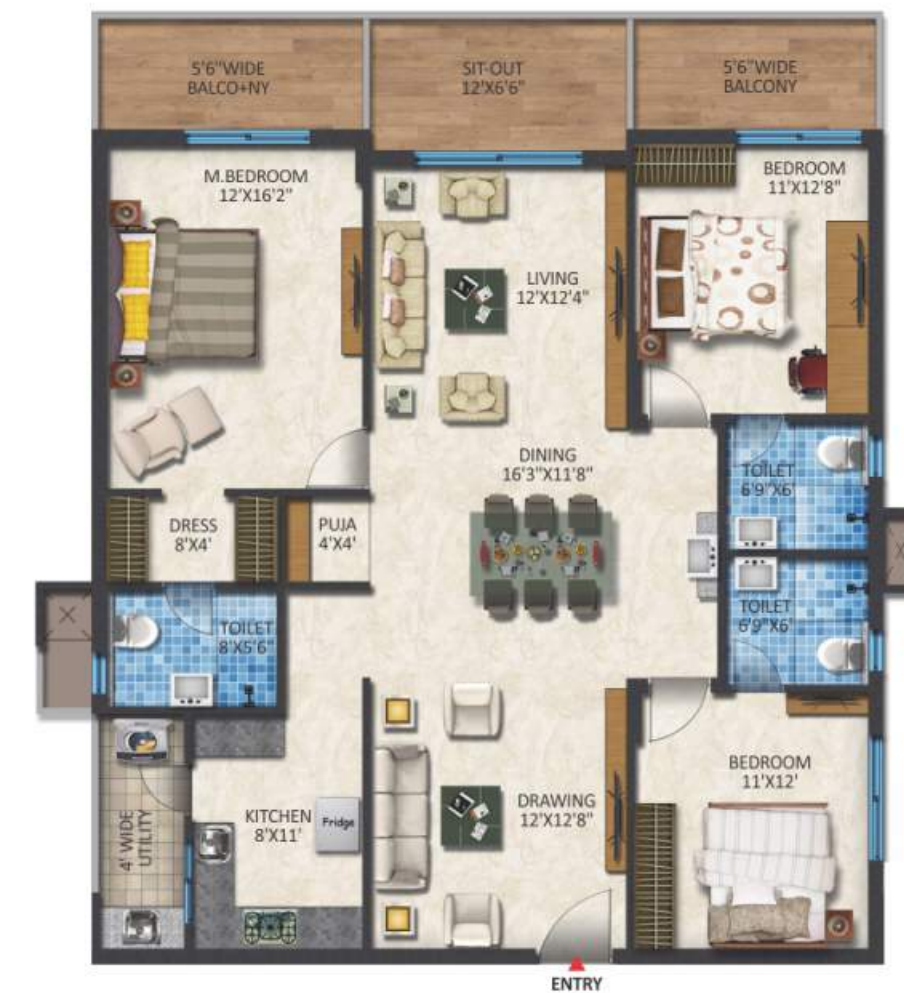 5'6"WIDE
BALCO+NY
SIT-OUT
12'X6'6"
5'6"WIDE
BALCONY
M.BEDROOM
12'X16'2"
BEDROOM
11'X12'8"
LIVING
12'X12'4"
DINING
16'3"X11'8"
TOILET
6'9"X6'
DRESS
8'X4'
PUJA
4'X4'
TOILET
6'9"X6'
TOILET
8'X5'6"
BEDROOM
11'X12'
DRAWING
12'X12'8"
KITCHEN
8'X11'
Fridge
4' WIDE
UTILITY
ENTRY